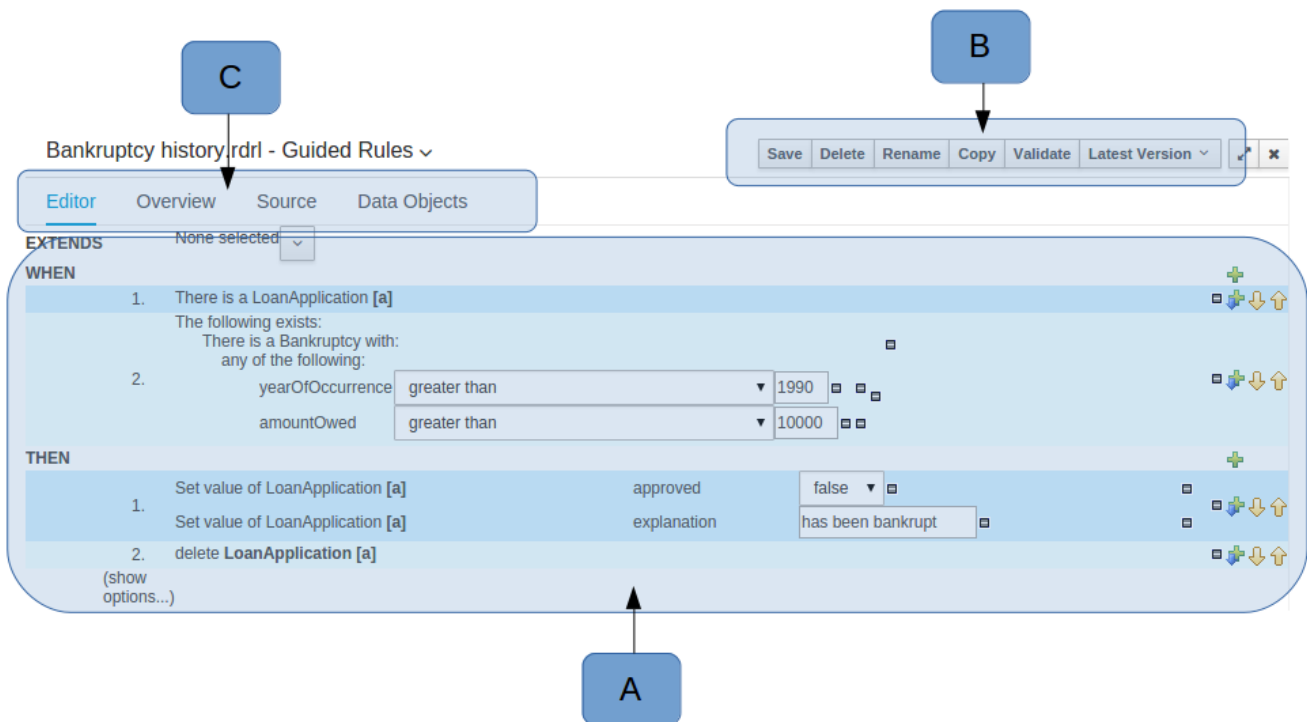 B
C
Bankruptcy history.rdrl - Guided Rules
Save Delete Rename Copy Validate Latest Version
Editor Overview Source Data Objects
EXTENDS None selected
WHEN
1. There is a LoanApplication [a]
The following exists:
There is a Bankruptcy with:
any of the following:
2.
yearOfOccurrence greater than 1990
amountOwed greater than 10000
THEN
1.
Set value of LoanApplication [a] approved false
Set value of LoanApplication [a] explanation has been bankrupt
2. delete LoanApplication [a]
(show
options...)
A